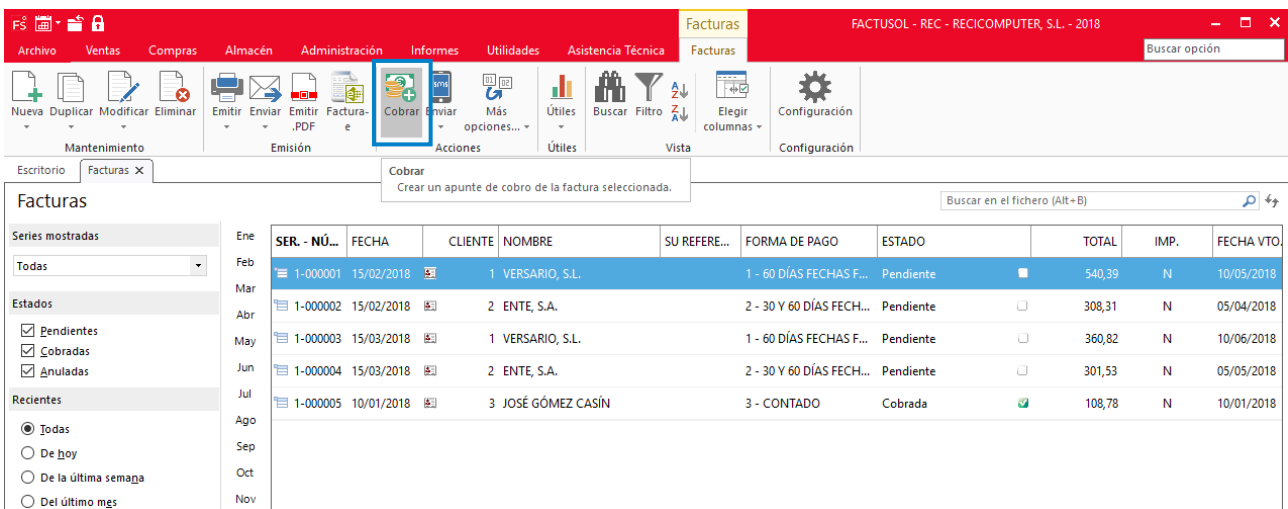 FS Facturas FACTUSOL - REC - RECICOMPUTER, S.L. - 2018
Archivo Ventas Compras Almacén Administración Informes Utilidades Asistencia Técnica Facturas Buscar opción
Nueva Duplicar Modificar Eliminar Emitir Enviar Emitir .PDF Factura-e Cobrar Enviar Más opciones... Útiles Buscar Filtro Elegir columnas Configuración
Mantenimiento Emisión Acciones Útiles Vista Configuración
Escritorio Facturas
Cobrar
Crear un apunte de cobro de la factura seleccionada.
Facturas Buscar en el fichero (Alt+B)
Series mostradas
Todas
Estados
Pendientes
Cobradas
Anuladas
Recientes
Todas
De hoy
De la última semana
Del último mes
Ene
Feb
Mar
Abr
May
Jun
Jul
Ago
Sep
Oct
Nov
SER. - NÚ... FECHA CLIENTE NOMBRE SU REFERE... FORMA DE PAGO ESTADO TOTAL IMP. FECHA VTO.
1-000001 15/02/2018 1 VERSARIO, S.L. 1 - 60 DÍAS FECHAS F... Pendiente 540,39 N 10/05/2018
1-000002 15/02/2018 2 ENTE, S.A. 2 - 30 Y 60 DÍAS FECH... Pendiente 308,31 N 05/04/2018
1-000003 15/03/2018 1 VERSARIO, S.L. 1 - 60 DÍAS FECHAS F... Pendiente 360,82 N 10/06/2018
1-000004 15/03/2018 2 ENTE, S.A. 2 - 30 Y 60 DÍAS FECH... Pendiente 301,53 N 05/05/2018
1-000005 10/01/2018 3 JOSÉ GÓMEZ CASÍN 3 - CONTADO Cobrada 108,78 N 10/01/2018